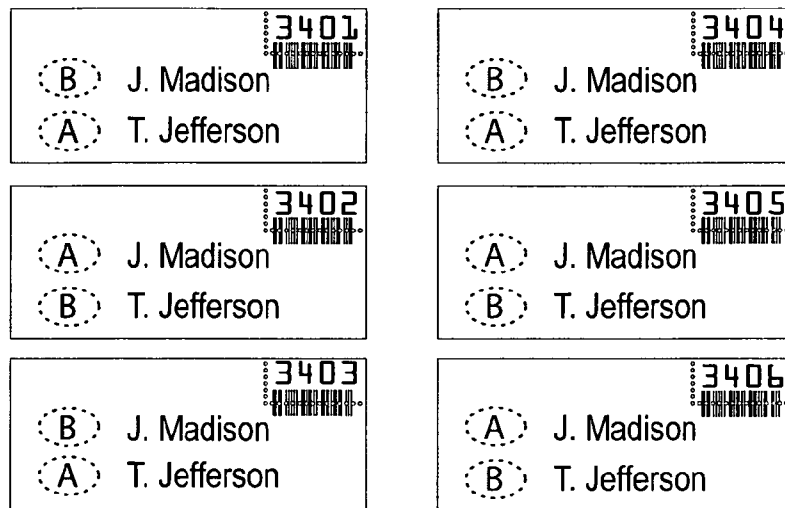 3401
B J. Madison
A T. Jefferson
3402
A J. Madison
B T. Jefferson
3403
B J. Madison
A T. Jefferson
3404
B J. Madison
A T. Jefferson
3405
A J. Madison
B T. Jefferson
3406
A J. Madison
B T. Jefferson